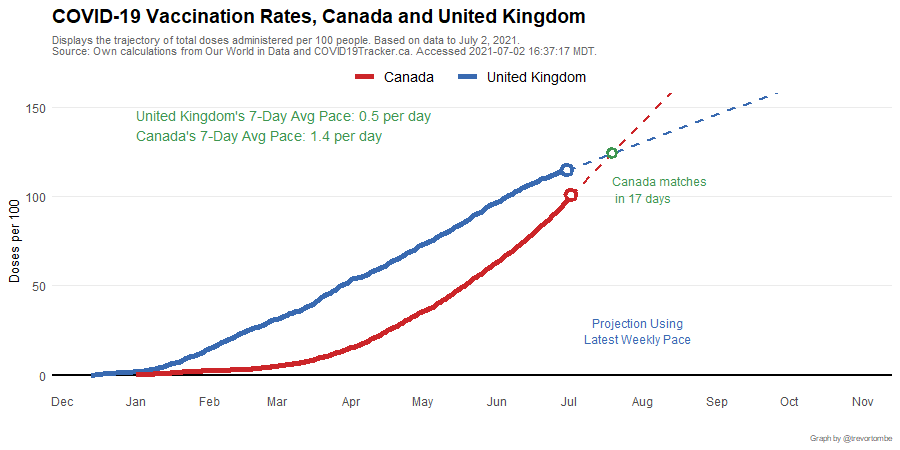 COVID-19 Vaccination Rates, Canada and United Kingdom
Displays the trajectory of total doses administered per 100 people. Based on data to July 2, 2021.
Source: Own calculations from Our World in Data and COVID19Tracker.ca. Accessed 2021-07-02 16:37:17 MDT.
Canada United Kingdom
150
United Kingdom's 7-Day Avg Pace: 0.5 per day
Canada's 7-Day Avg Pace: 1.4 per day
Canada matches
in 17 days
100
Doses per 100
50
Projection Using
Latest Weekly Pace
0
Dec Jan Feb Mar Apr May Jun Jul Aug Sep Oct Nov
Graph by @trevortombe